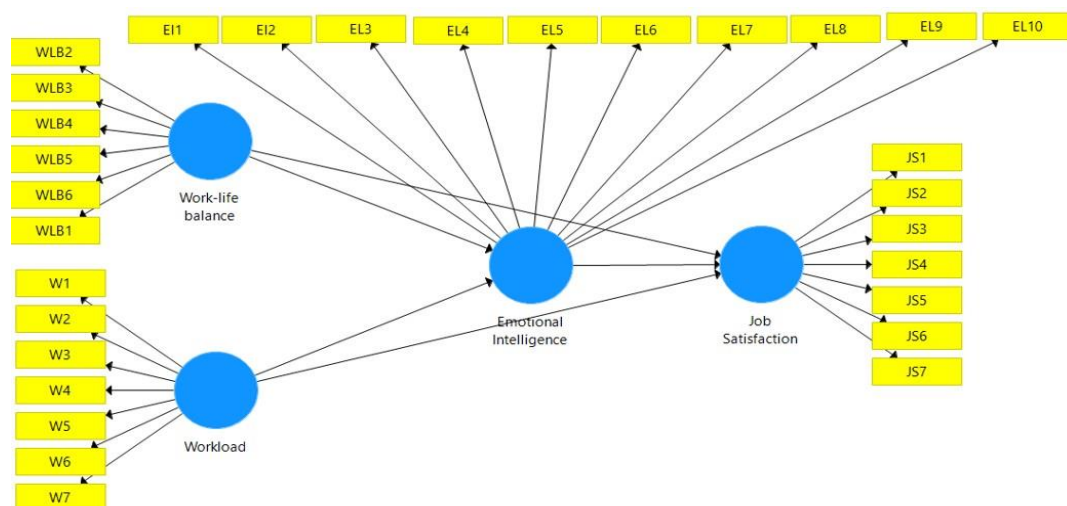 EI1
EI2
EL3
EL4
EL5
EL6
EL7
EL8
EL9
EL10
WLB2
WLB3
WLB4
WLB5
WLB6
WLB1
Work-life
balance
JS1
JS2
JS3
JS4
JS5
JS6
JS7
Emotional
Intelligence
Job
Satisfaction
W1
W2
W3
W4
W5
W6
W7
Workload